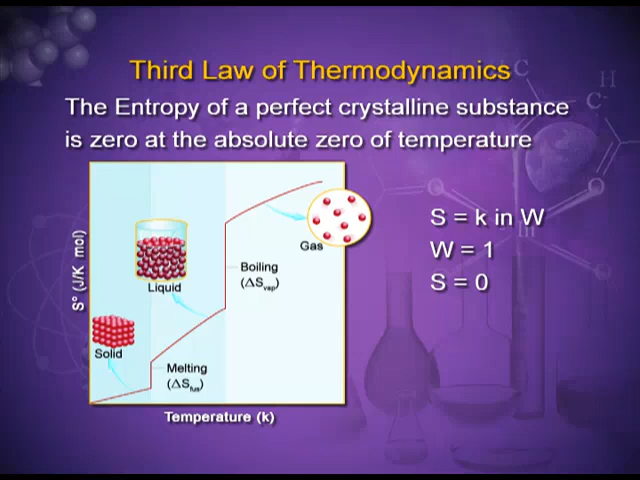 Third Law of Thermodynamics
The Entropy of a perfect crystalline substance
is zero at the absolute zero of temperature
S = k in W
W = 1
S = 0
S° (J/K mol)
Gas
Boiling
(ΔSvap)
Liquid
Solid
Melting
(ΔSfus)
Temperature (k)
C
H
C
H